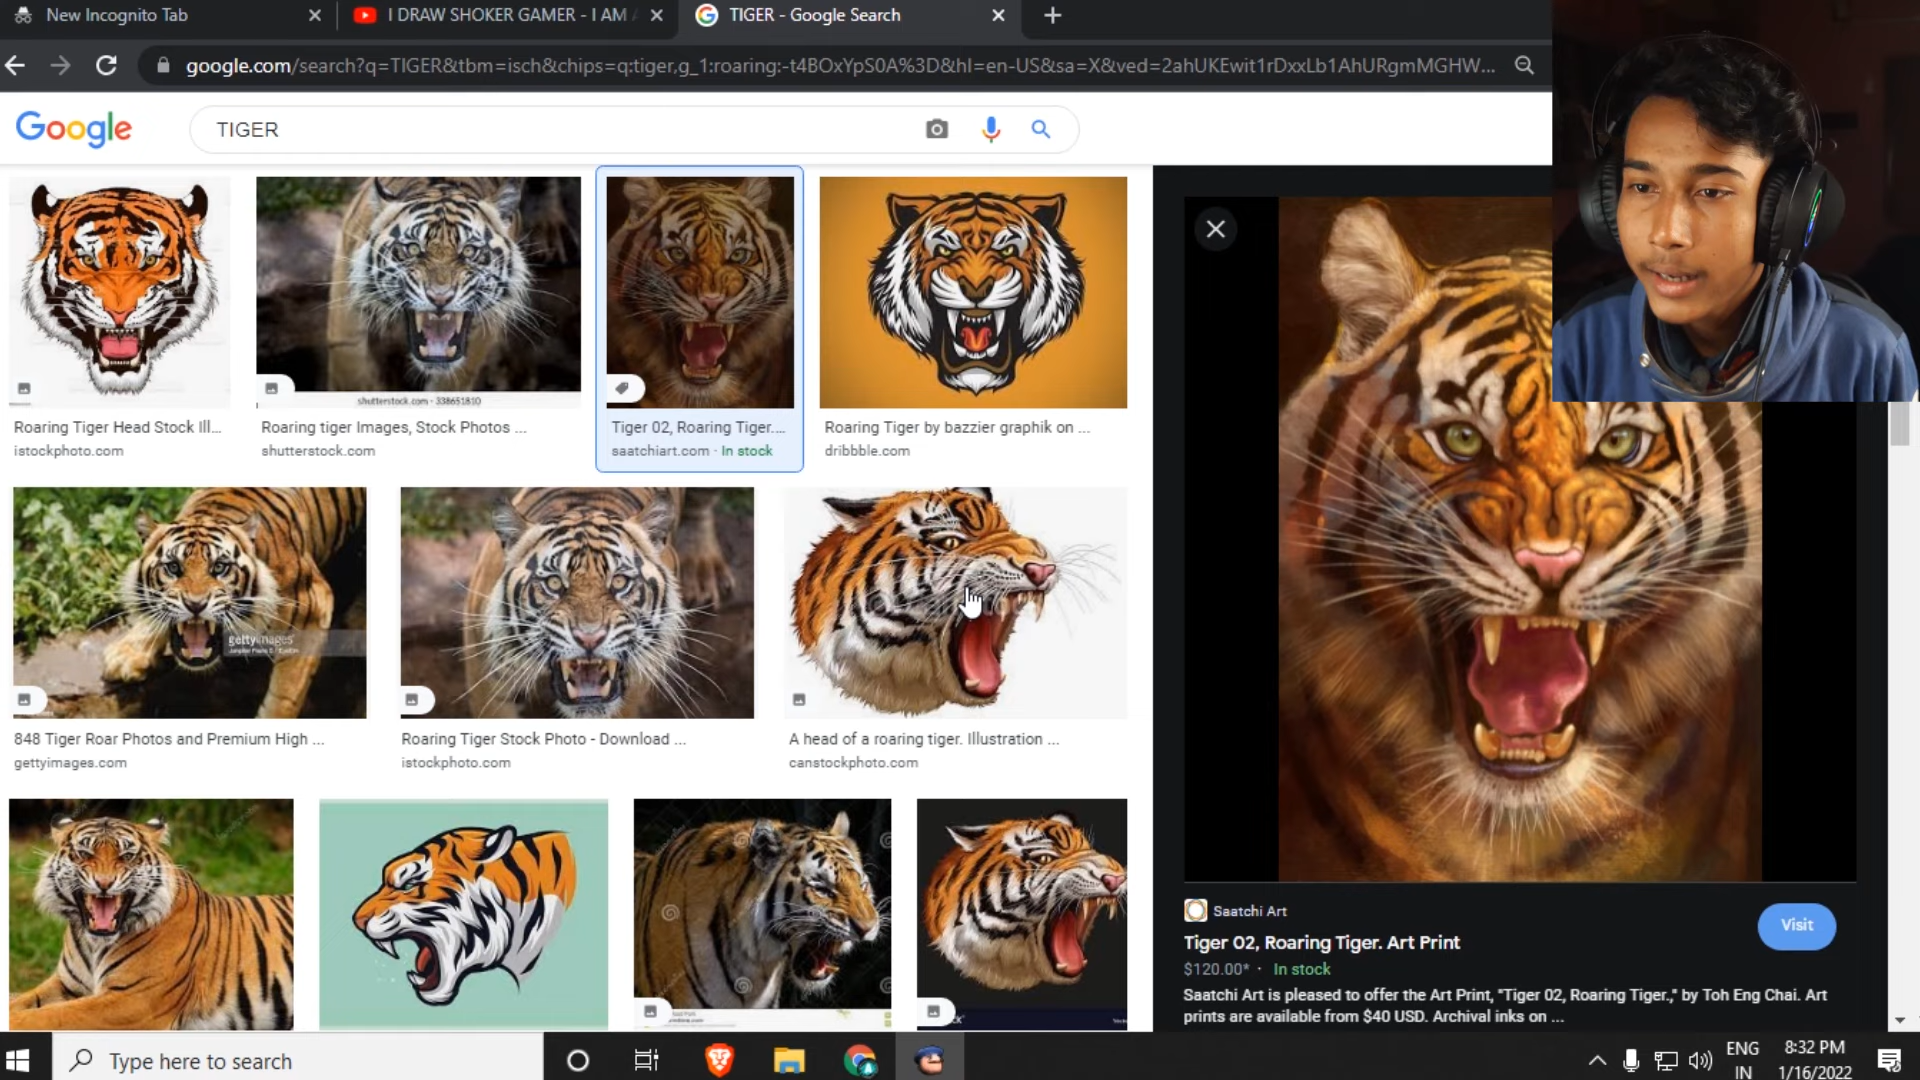 New Incognito Tab
I DRAW SHOKER GAMER - I AM
TIGER - Google Search
google.com/search?q=TIGER&tbm=isch&chips=q:tiger,g_1:roaring:-t4BOxYpS0A%3D&hl=en-US&sa=X&ved=2ahUKEwit1rDxxLb1AhURgmMGHW...
Google
TIGER
shutterstock.com · 338651810
Roaring Tiger Head Stock Ill...
istockphoto.com
Roaring tiger Images, Stock Photos ...
shutterstock.com
Tiger 02, Roaring Tiger....
saatchiart.com · In stock
Roaring Tiger by bazzier graphik on ...
dribbble.com
gettyimages
848 Tiger Roar Photos and Premium High ...
gettyimages.com
Roaring Tiger Stock Photo - Download ...
istockphoto.com
A head of a roaring tiger. Illustration ...
canstockphoto.com
Saatchi Art
Visit
Tiger 02, Roaring Tiger. Art Print
$120.00* · In stock
Saatchi Art is pleased to offer the Art Print, "Tiger 02, Roaring Tiger.," by Toh Eng Chai. Art
prints are available from $40 USD. Archival inks on ...
Type here to search
ENG
IN
8:32 PM
1/16/2022